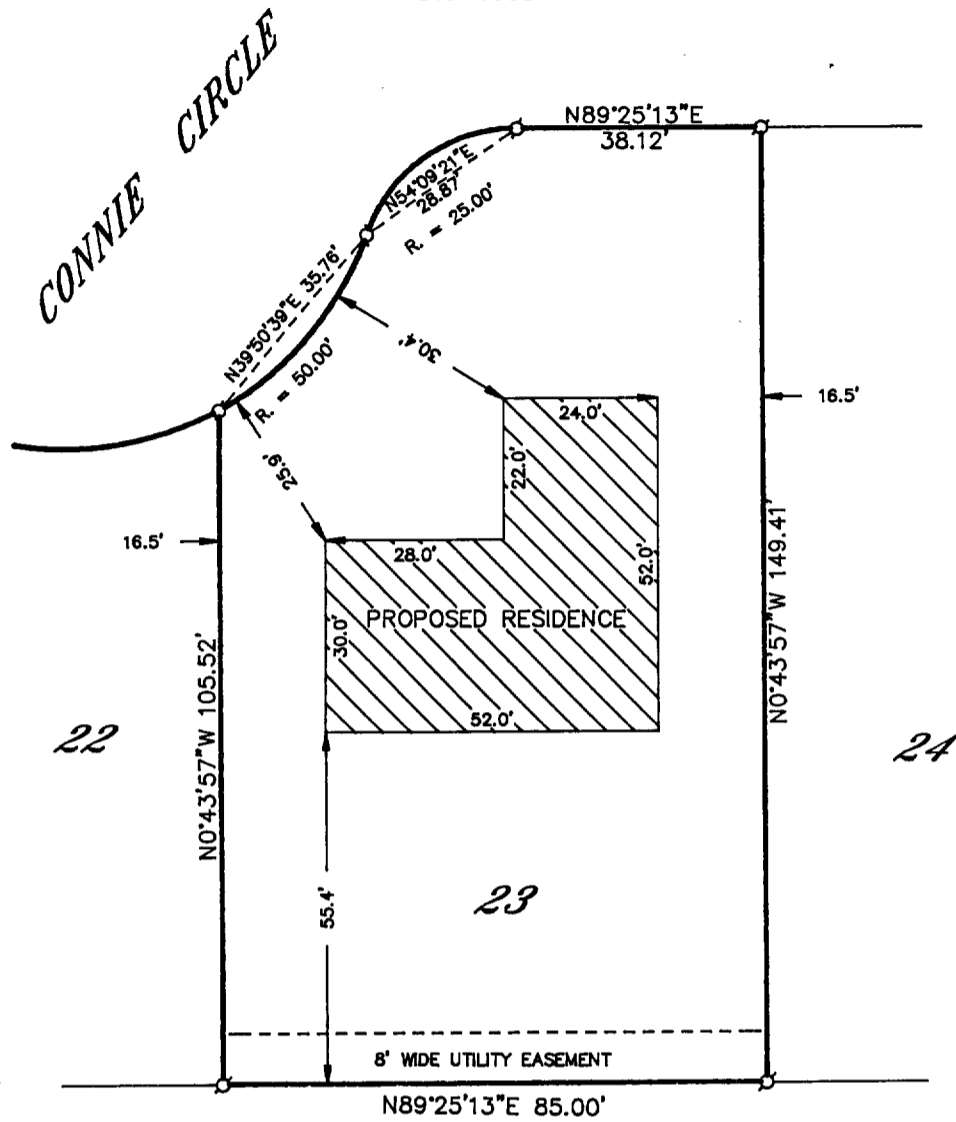 CONNIE CIRCLE
N89°25'13"E
38.12'
N54°09'21"E
28.87'
R. = 25.00'
N39°50'39"E 35.76'
R. = 50.00'
30.4'
24.0'
16.5'
25.9'
22.0'
16.5'
28.0'
52.0'
N0°43'57"W 149.41'
PROPOSED RESIDENCE
30.0'
52.0'
22
N0°43'57"W 105.52'
24
23
55.4'
8' WIDE UTILITY EASEMENT
N89°25'13"E 85.00'